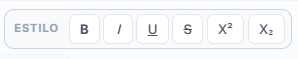 ESTILO B I U S X² X₂